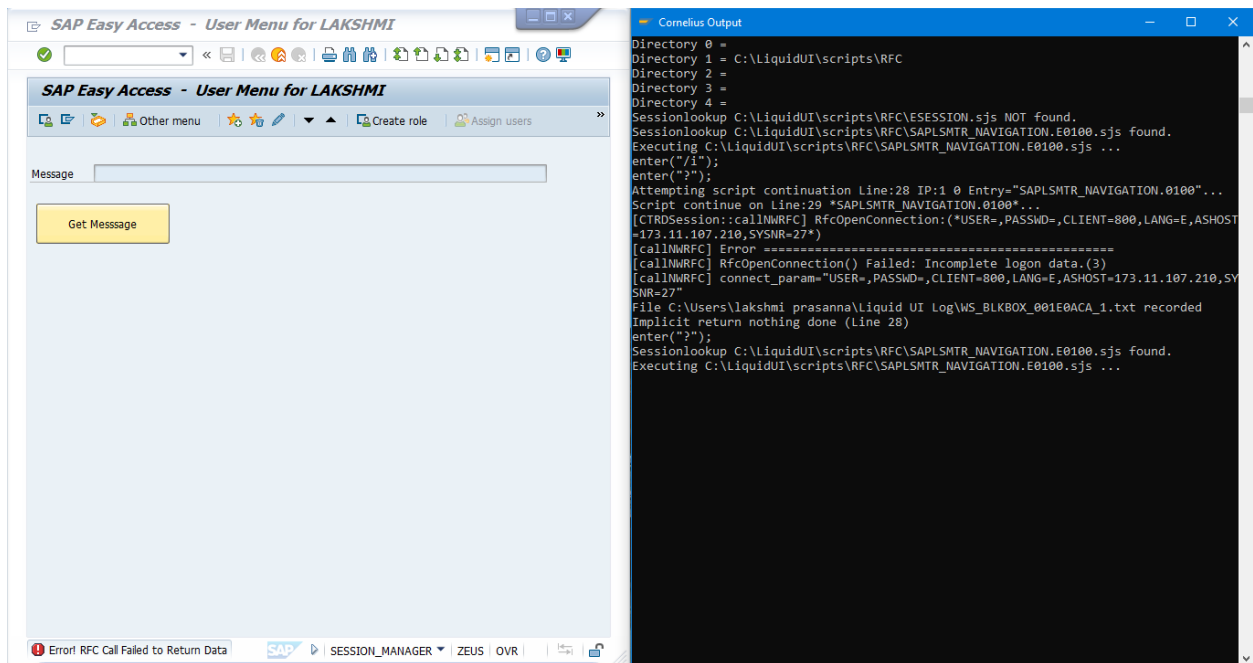 SAP Easy Access - User Menu for LAKSHMI
SAP Easy Access - User Menu for LAKSHMI
Other menu
Create role
Assign users
Message
Get Messsage
Error! RFC Call Failed to Return Data
SAP
SESSION_MANAGER
ZEUS
OVR
Cornelius Output
Directory 0 =
Directory 1 = C:\LiquidUI\scripts\RFC
Directory 2 =
Directory 3 =
Directory 4 =
Sessionlookup C:\LiquidUI\scripts\RFC\ESESSION.sjs NOT found.
Sessionlookup C:\LiquidUI\scripts\RFC\SAPLSMTR_NAVIGATION.E0100.sjs found.
Executing C:\LiquidUI\scripts\RFC\SAPLSMTR_NAVIGATION.E0100.sjs ...
enter("/i");
enter("?");
Attempting script continuation Line:28 IP:1 0 Entry="SAPLSMTR_NAVIGATION.0100"...
Script continue on Line:29 *SAPLSMTR_NAVIGATION.0100*...
[CTRDSession::callNWRFC] RfcOpenConnection:(*USER=,PASSWD=,CLIENT=800,LANG=E,ASHOST
=173.11.107.210,SYSNR=27*)
[callNWRFC] Error ================================================
[callNWRFC] RfcOpenConnection() Failed: Incomplete logon data.(3)
[callNWRFC] connect_param="USER=,PASSWD=,CLIENT=800,LANG=E,ASHOST=173.11.107.210,SY
SNR=27"
File C:\Users\lakshmi prasanna\Liquid UI Log\WS_BLKBOX_001E0ACA_1.txt recorded
Implicit return nothing done (Line 28)
enter("?");
Sessionlookup C:\LiquidUI\scripts\RFC\SAPLSMTR_NAVIGATION.E0100.sjs found.
Executing C:\LiquidUI\scripts\RFC\SAPLSMTR_NAVIGATION.E0100.sjs ...